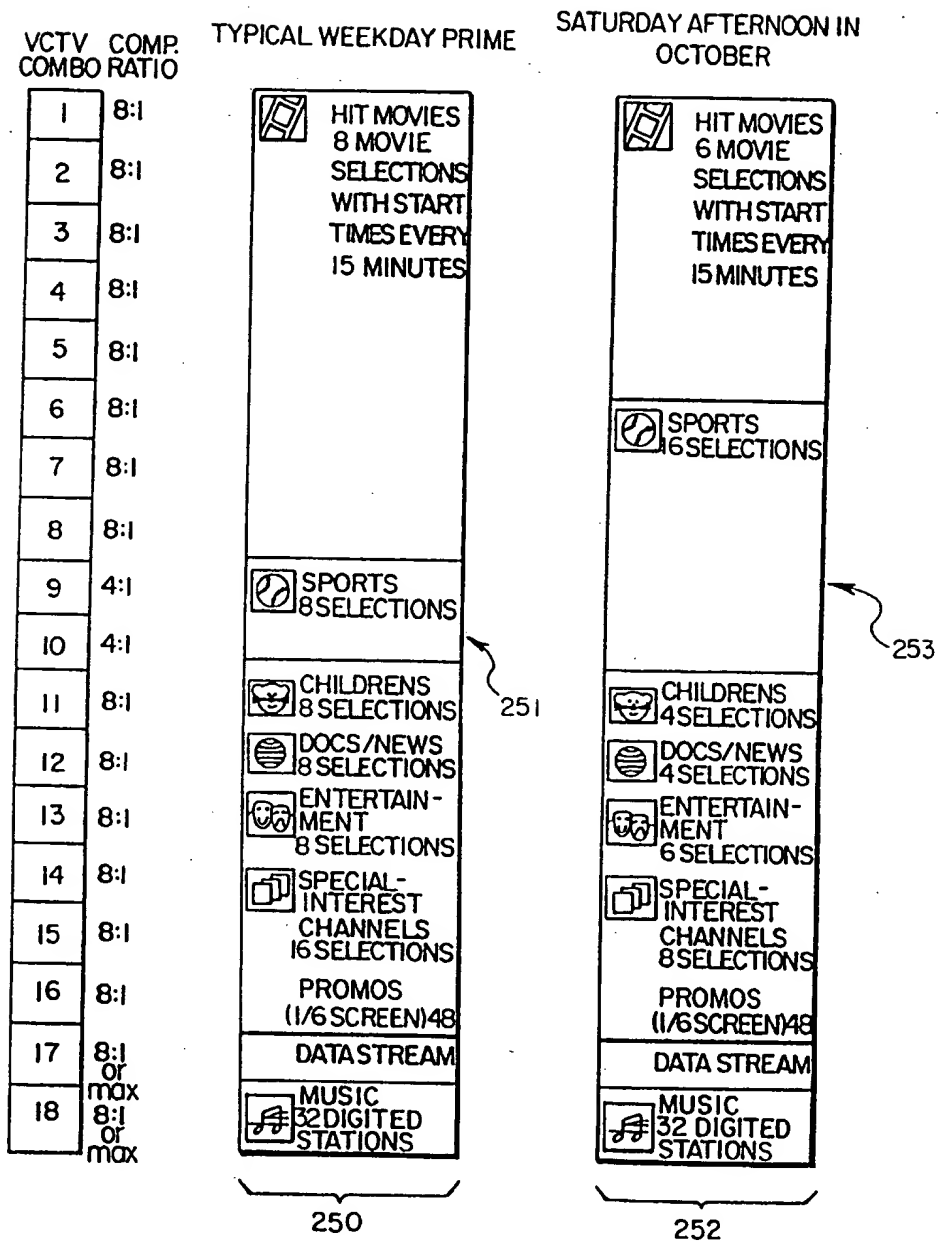 VCTV COMP.
COMBO RATIO
1 8:1
2 8:1
3 8:1
4 8:1
5 8:1
6 8:1
7 8:1
8 8:1
9 4:1
10 4:1
11 8:1
12 8:1
13 8:1
14 8:1
15 8:1
16 8:1
17 8:1
or
max
18 8:1
or
max
TYPICAL WEEKDAY PRIME
HIT MOVIES
8 MOVIE
SELECTIONS
WITH START
TIMES EVERY
15 MINUTES
SPORTS
8 SELECTIONS
251
CHILDRENS
8 SELECTIONS
DOCS/NEWS
8 SELECTIONS
ENTERTAIN-
MENT
8 SELECTIONS
SPECIAL-
INTEREST
CHANNELS
16 SELECTIONS
PROMOS
(1/6 SCREEN)48
DATA STREAM
MUSIC
32 DIGITED
STATIONS
250
SATURDAY AFTERNOON IN
OCTOBER
HIT MOVIES
6 MOVIE
SELECTIONS
WITH START
TIMES EVERY
15 MINUTES
SPORTS
16 SELECTIONS
253
CHILDRENS
4 SELECTIONS
DOCS/NEWS
4 SELECTIONS
ENTERTAIN-
MENT
6 SELECTIONS
SPECIAL-
INTEREST
CHANNELS
8 SELECTIONS
PROMOS
(1/6 SCREEN)48
DATA STREAM
MUSIC
32 DIGITED
STATIONS
252